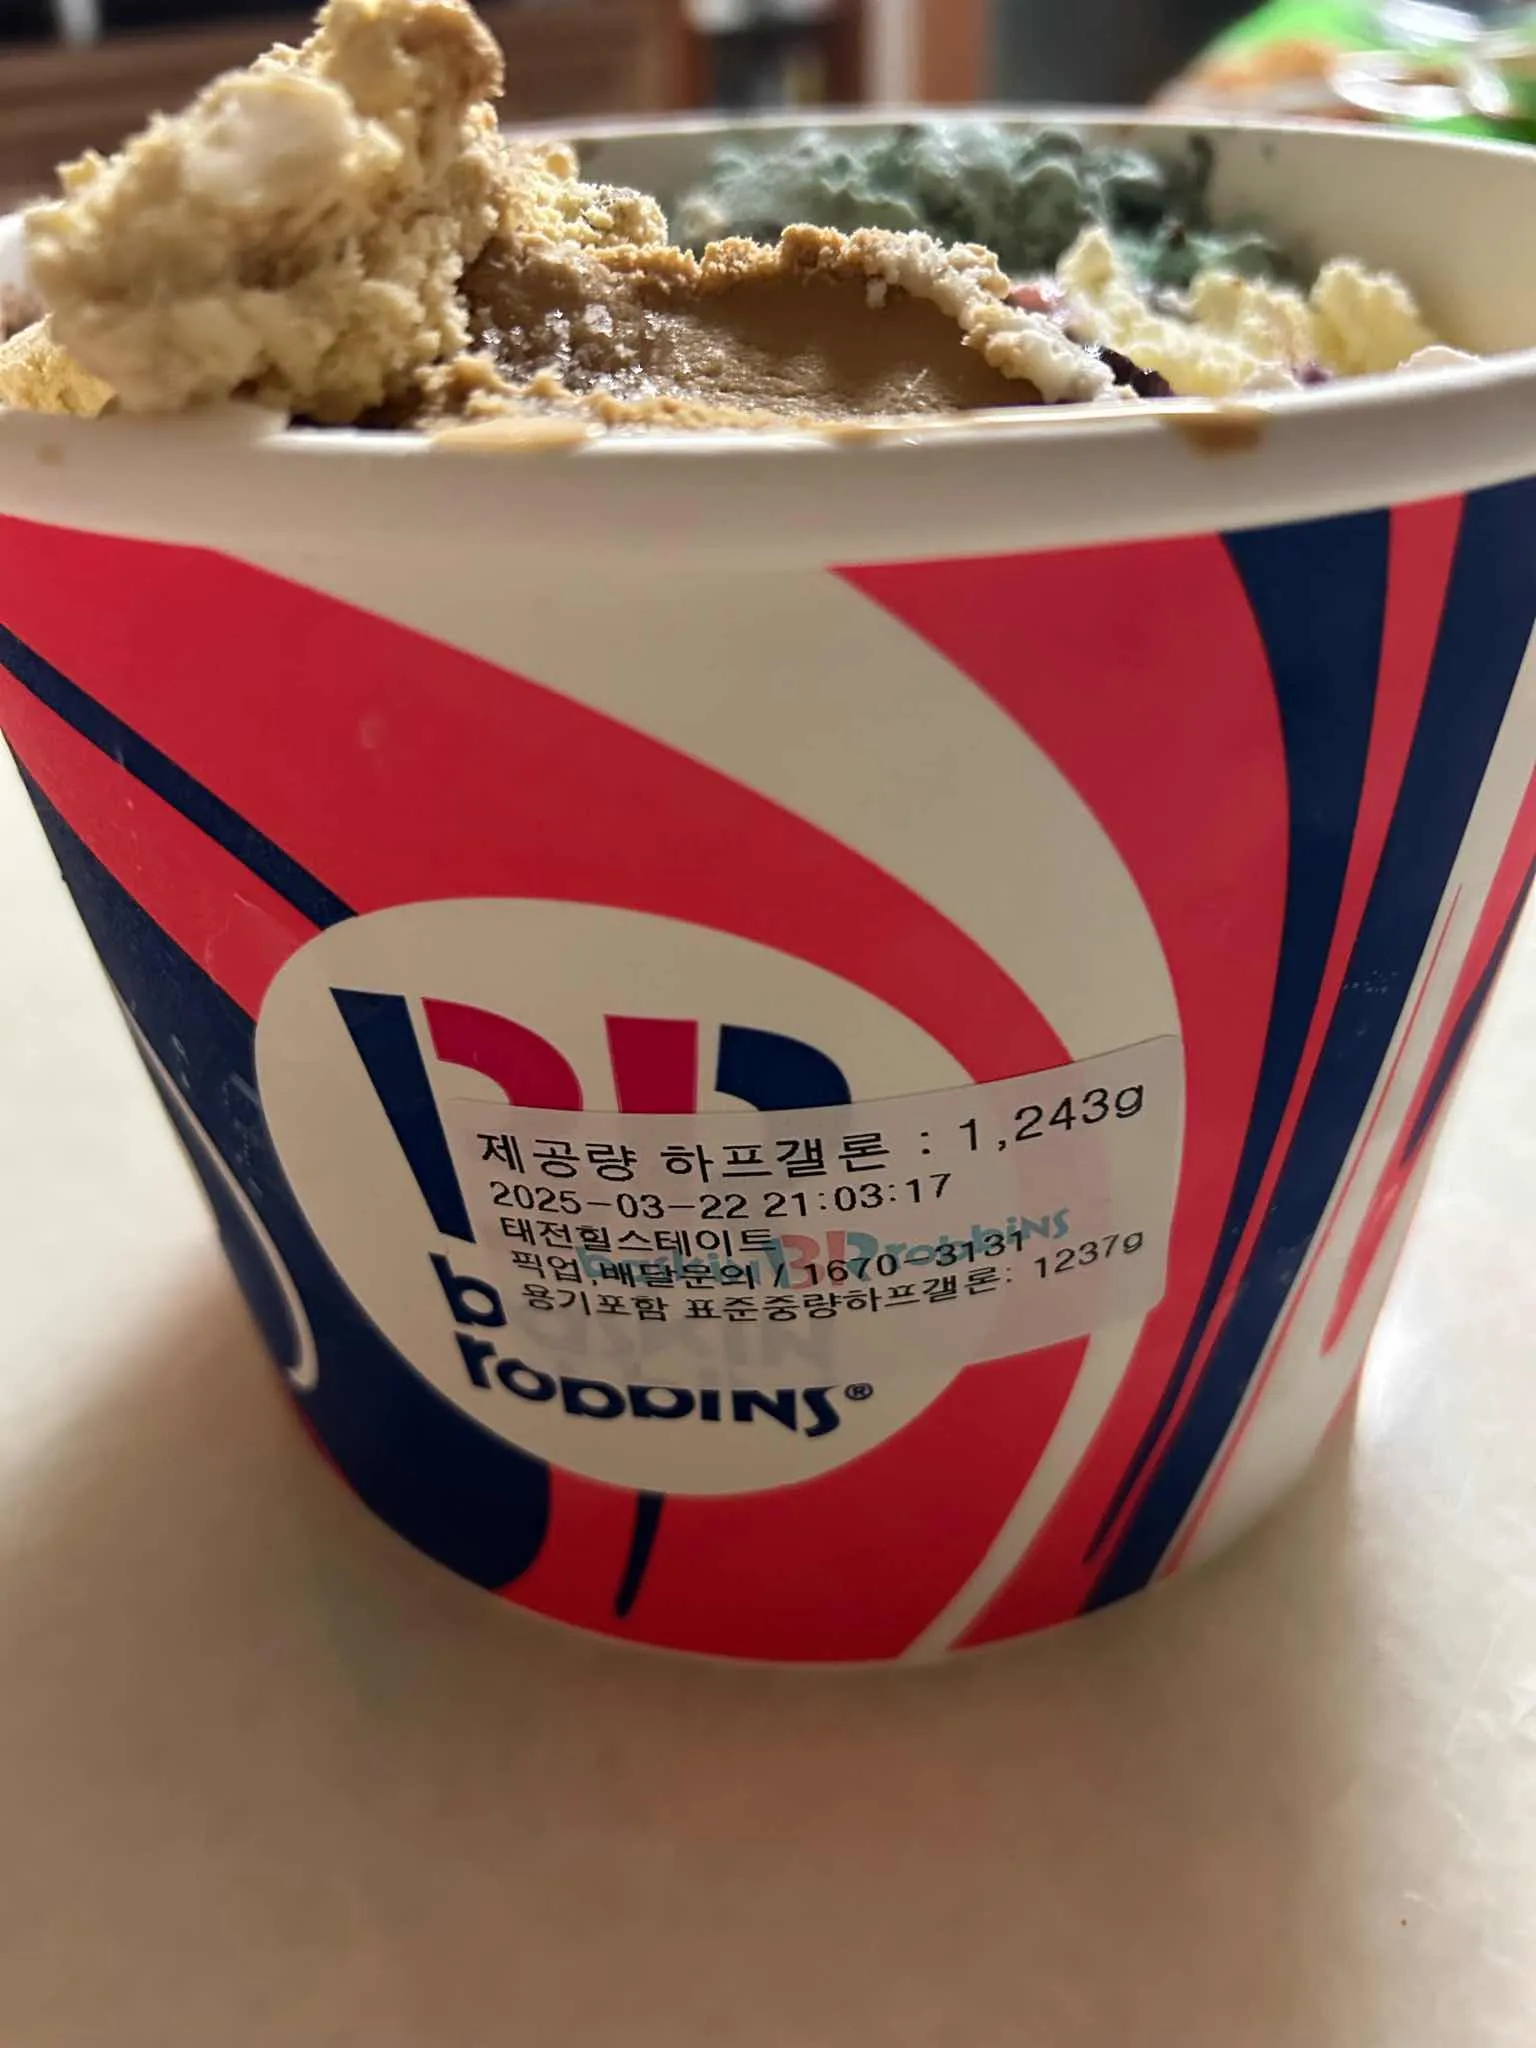 제공량 하프갤론 : 1,243g
2025-03-22 21:03:17
태전힐스테이트
baskin BR robbins
픽업,배달문의 / 1670-3131
용기포함 표준중량하프갤론: 1237g
robbins®